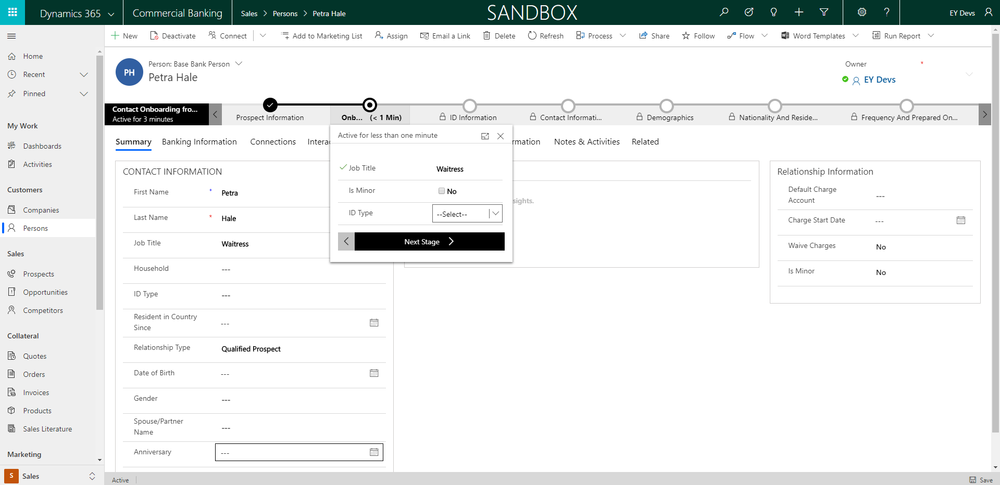 Dynamics 365
Commercial Banking
Sales > Persons > Petra Hale
SANDBOX
EY Devs
New
Deactivate
Connect
Add to Marketing List
Assign
Email a Link
Delete
Refresh
Process
Share
Follow
Flow
Word Templates
Run Report
Home
Recent
Pinned
My Work
Dashboards
Activities
Customers
Companies
Persons
Sales
Prospects
Opportunities
Competitors
Collateral
Quotes
Orders
Invoices
Products
Sales Literature
Marketing
S Sales
PH
Person: Base Bank Person
Petra Hale
Owner *
EY Devs
Contact Onboarding fro...
Active for 3 minutes
Prospect Information
Onb... (< 1 Min)
ID Information
Contact Informati...
Demographics
Nationality And Reside...
Frequency And Prepared On...
Summary
Banking Information
Connections
Interac
rmation
Notes & Activities
Related
Active for less than one minute
Job Title Waitress
Is Minor No
ID Type --Select--
Next Stage
sights.
CONTACT INFORMATION
First Name + Petra
Last Name * Hale
Job Title Waitress
Household ---
ID Type ---
Resident in Country
Since ---
Relationship Type Qualified Prospect
Date of Birth ---
Gender ---
Spouse/Partner
Name ---
Anniversary ---
Relationship Information
Default Charge
Account ---
Charge Start Date ---
Waive Charges No
Is Minor No
Active
Save